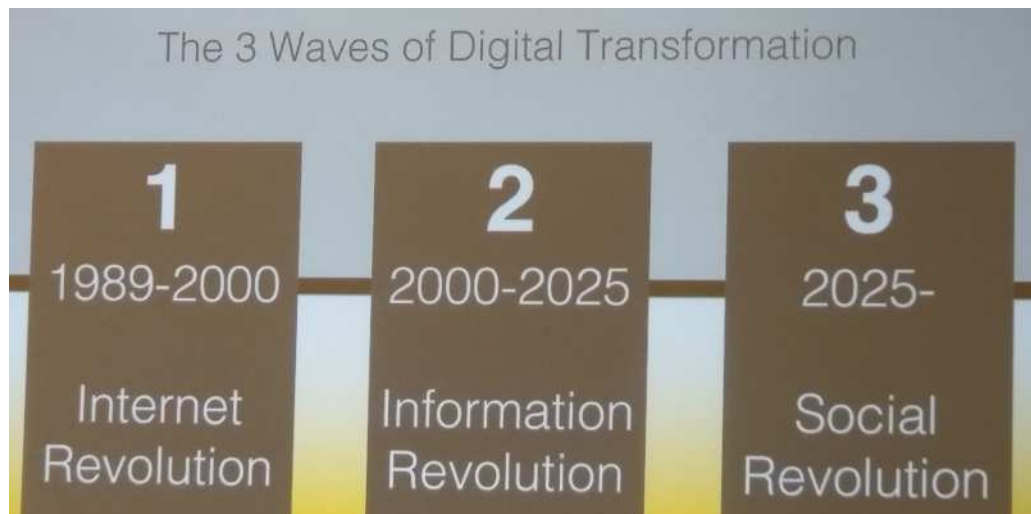 The 3 Waves of Digital Transformation
1
1989-2000
Internet
Revolution
2
2000-2025
Information
Revolution
3
2025-
Social
Revolution